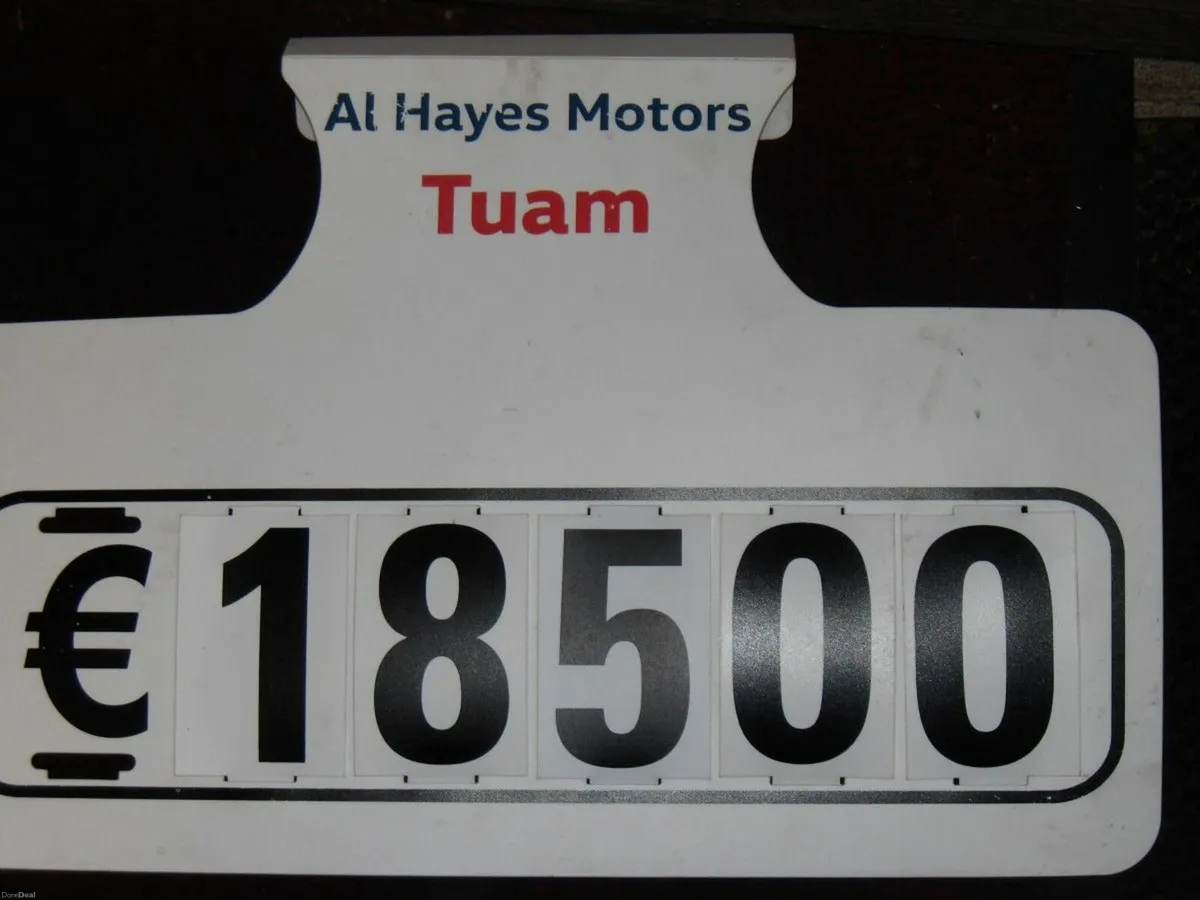 Al Hayes Motors
Tuam
€18500
DoneDeal